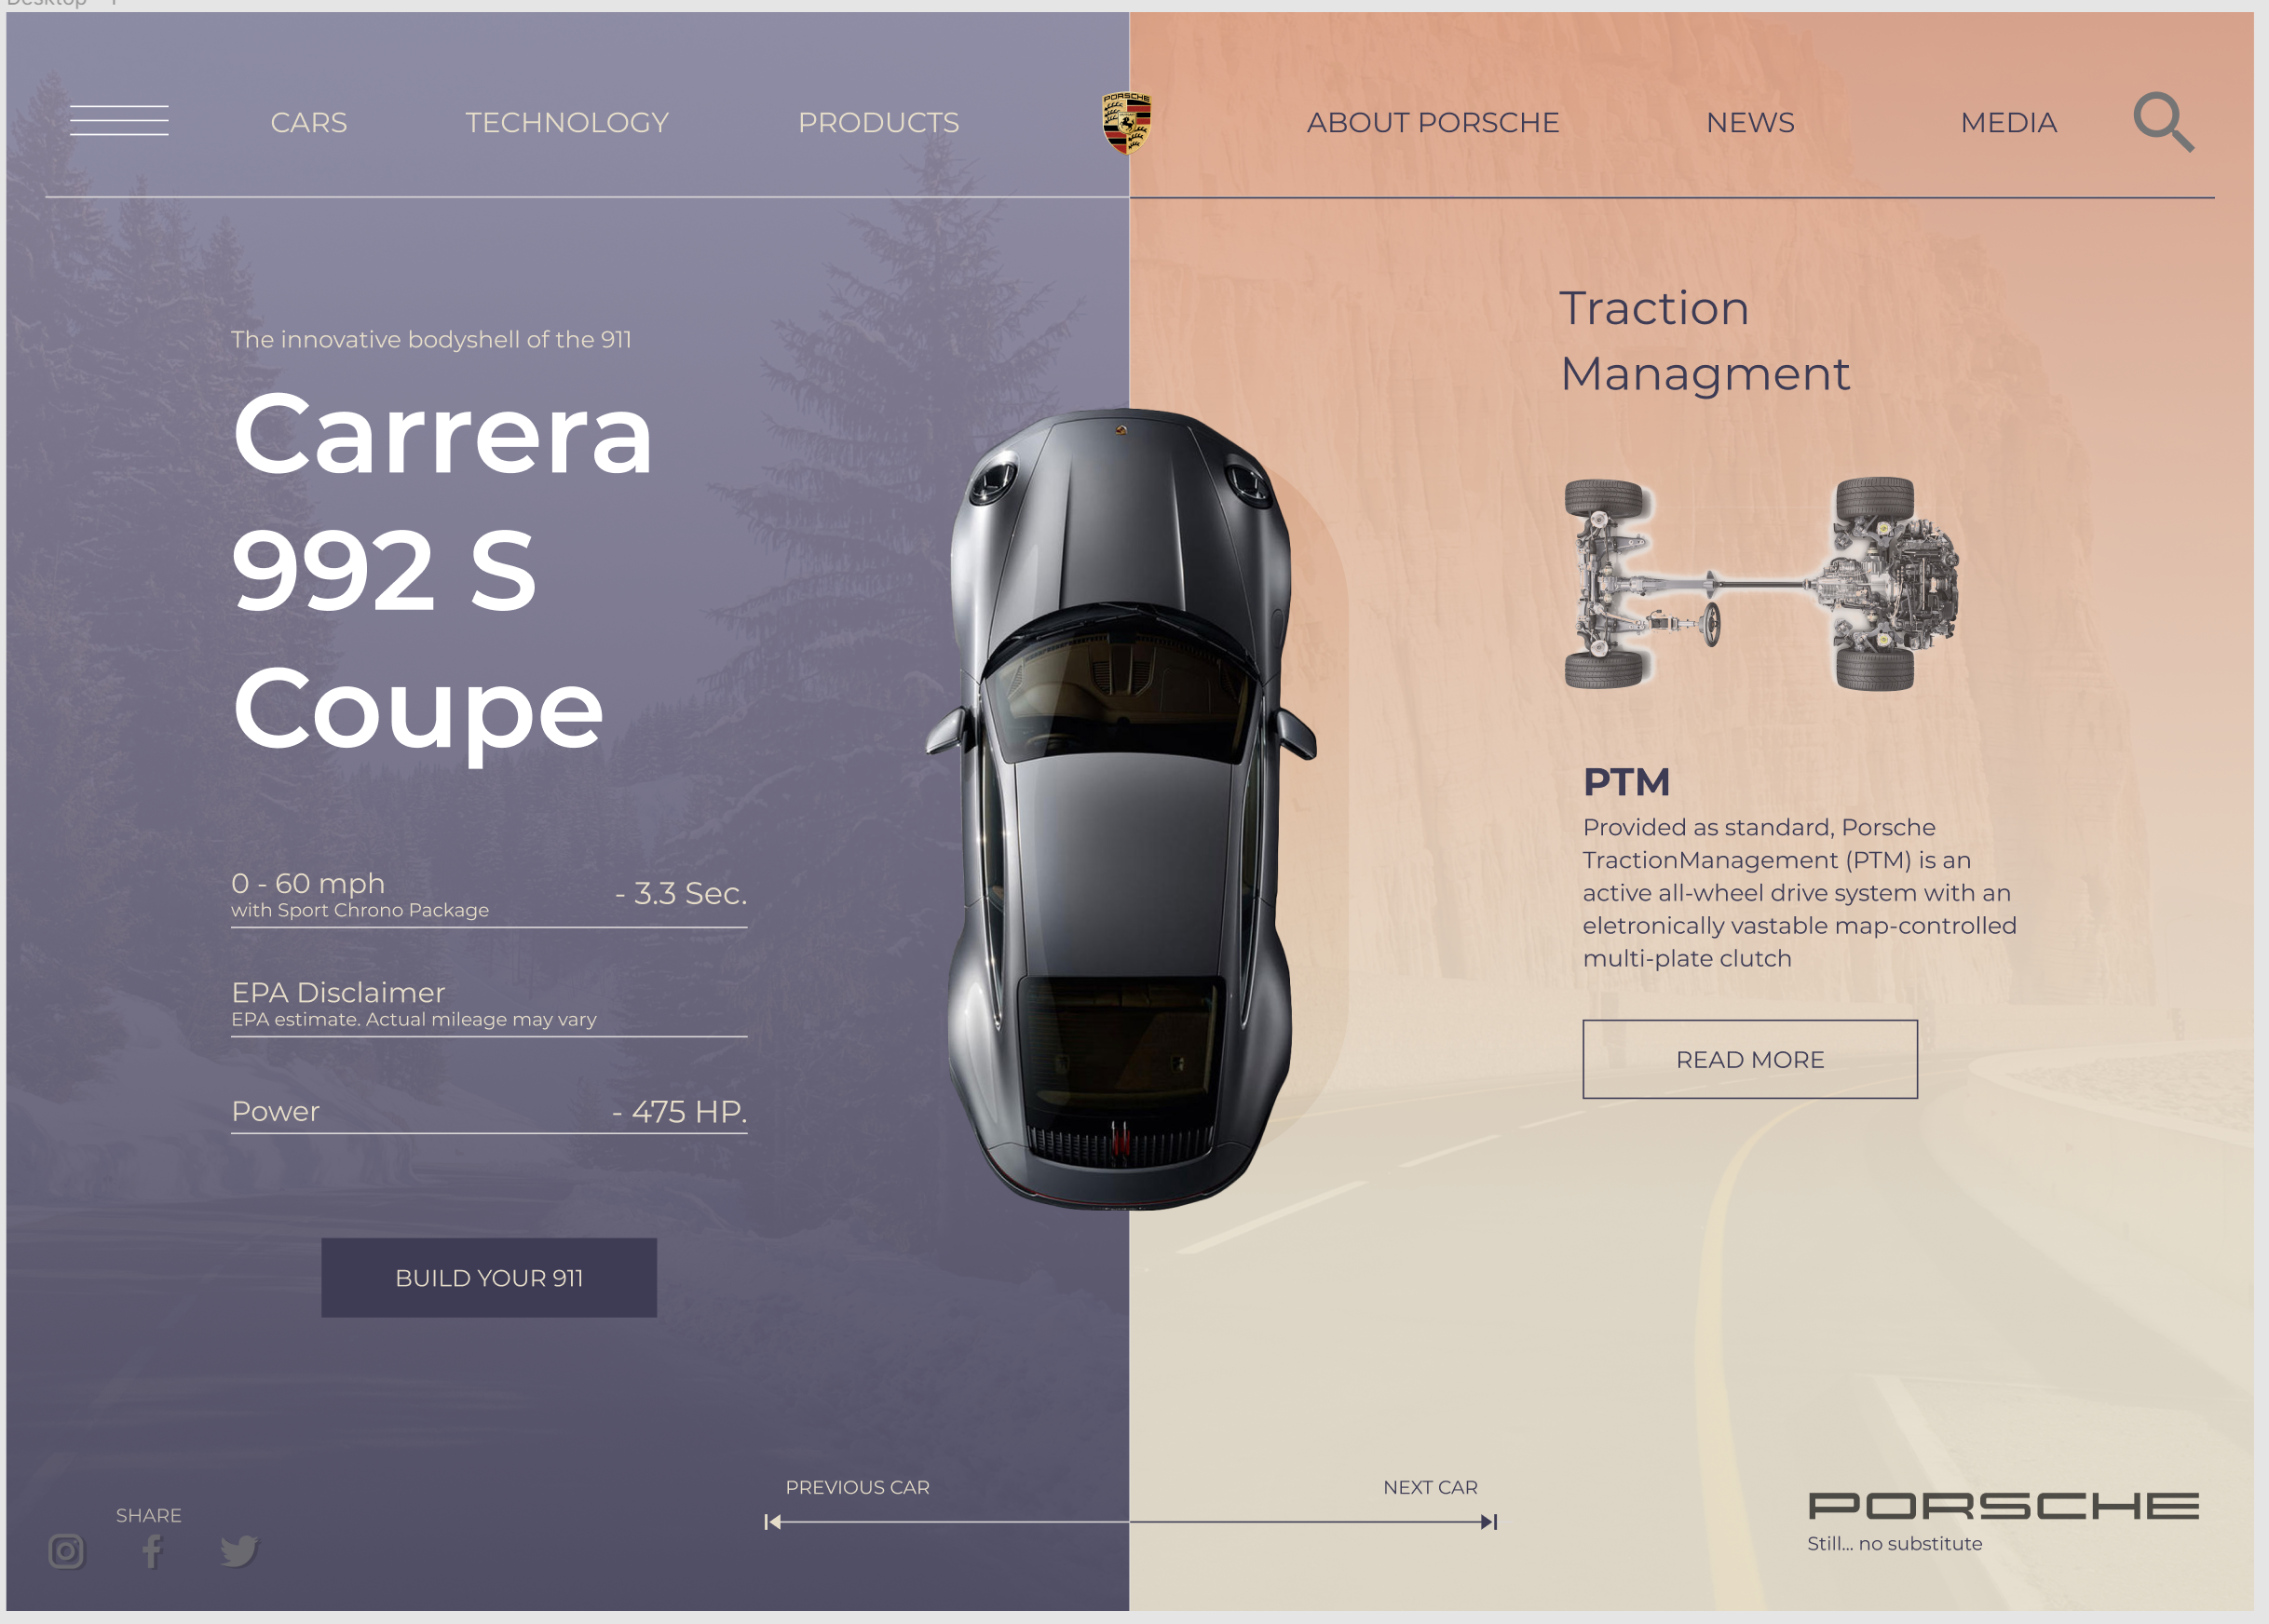 CARS
TECHNOLOGY
PRODUCTS
PORSCHE
ABOUT PORSCHE
NEWS
MEDIA
The innovative bodyshell of the 911
Carrera
992 S
Coupe
0 - 60 mph
- 3.3 Sec.
with Sport Chrono Package
EPA Disclaimer
EPA estimate. Actual mileage may vary
Power
- 475 HP.
BUILD YOUR 911
Traction
Managment
PTM
Provided as standard, Porsche
TractionManagement (PTM) is an
active all-wheel drive system with an
eletronically vastable map-controlled
multi-plate clutch
READ MORE
PREVIOUS CAR
NEXT CAR
SHARE
PORSCHE
Still... no substitute